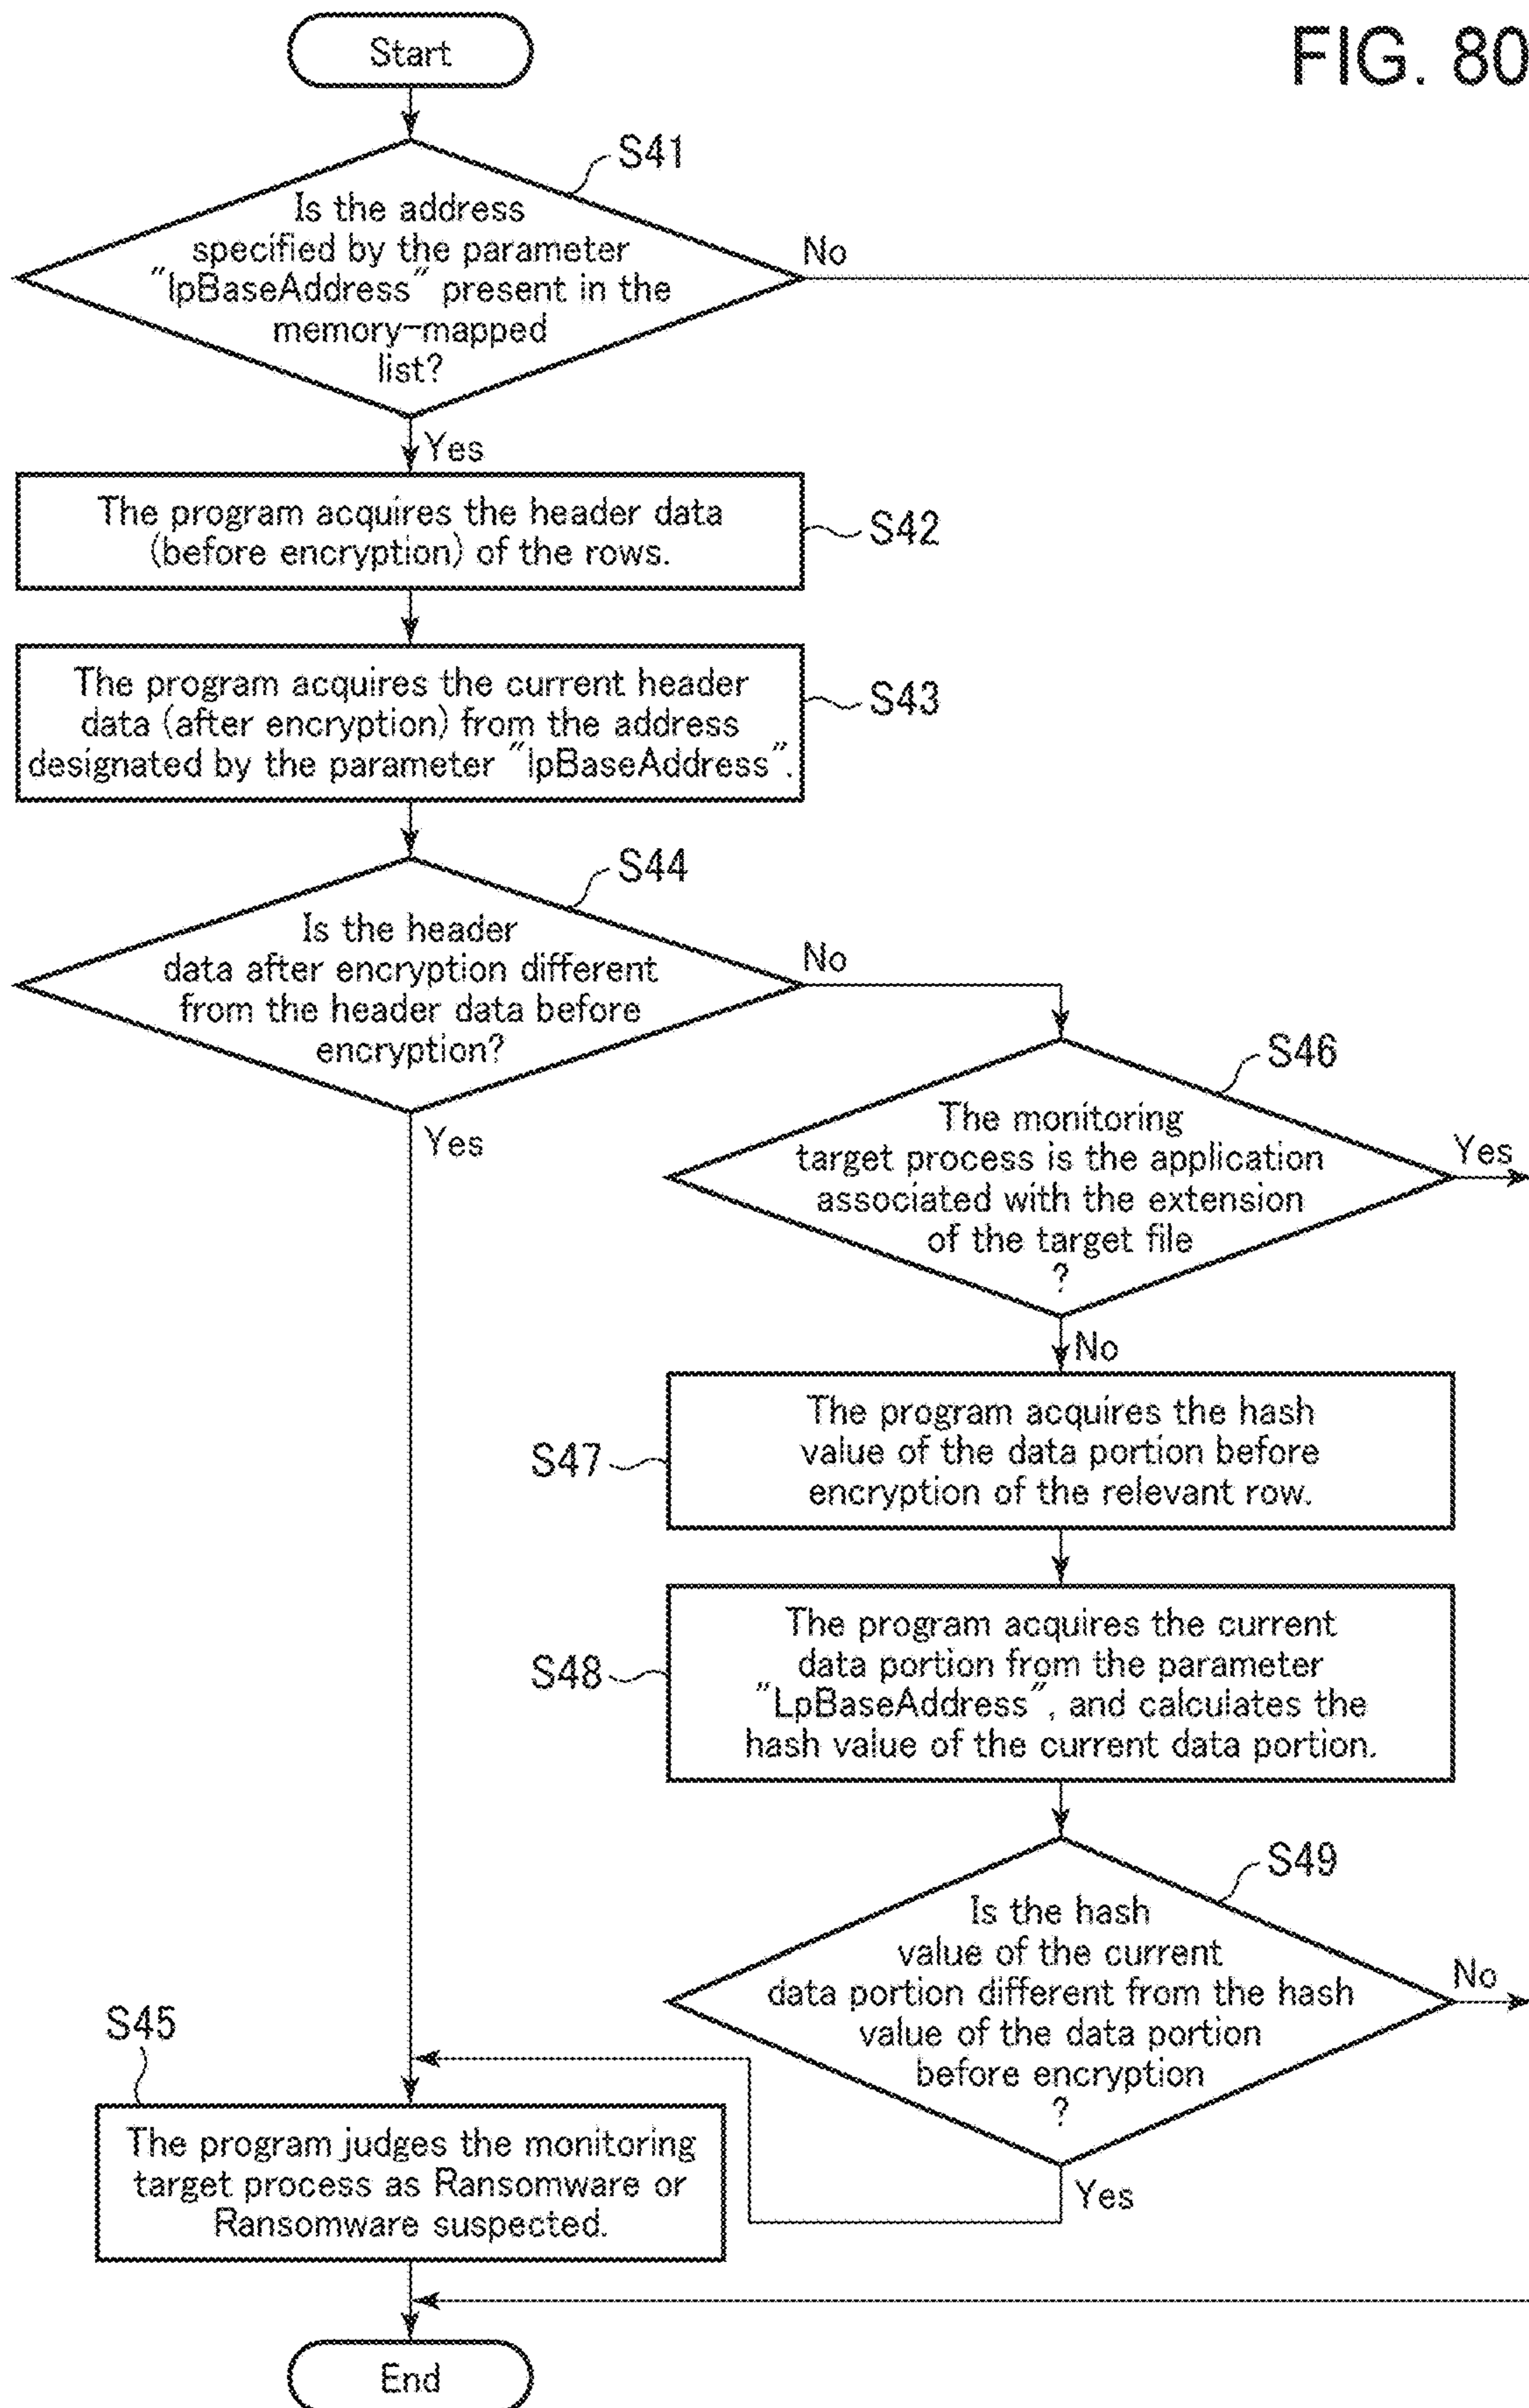 FIG. 80
Start
S41
Is the address
specified by the parameter
"lpBaseAddress" present in the
memory-mapped
list?
No
Yes
The program acquires the header data
(before encryption) of the rows.
S42
The program acquires the current header
data (after encryption) from the address
designated by the parameter "lpBaseAddress".
S43
S44
Is the header
data after encryption different
from the header data before
encryption?
No
Yes
S46
The monitoring
target process is the application
associated with the extension
of the target file
?
Yes
No
S47
The program acquires the hash
value of the data portion before
encryption of the relevant row.
S48
The program acquires the current
data portion from the parameter
"LpBaseAddress", and calculates the
hash value of the current data portion.
S49
Is the hash
value of the current
data portion different from the hash
value of the data portion
before encryption
?
No
Yes
S45
The program judges the monitoring
target process as Ransomware or
Ransomware suspected.
End